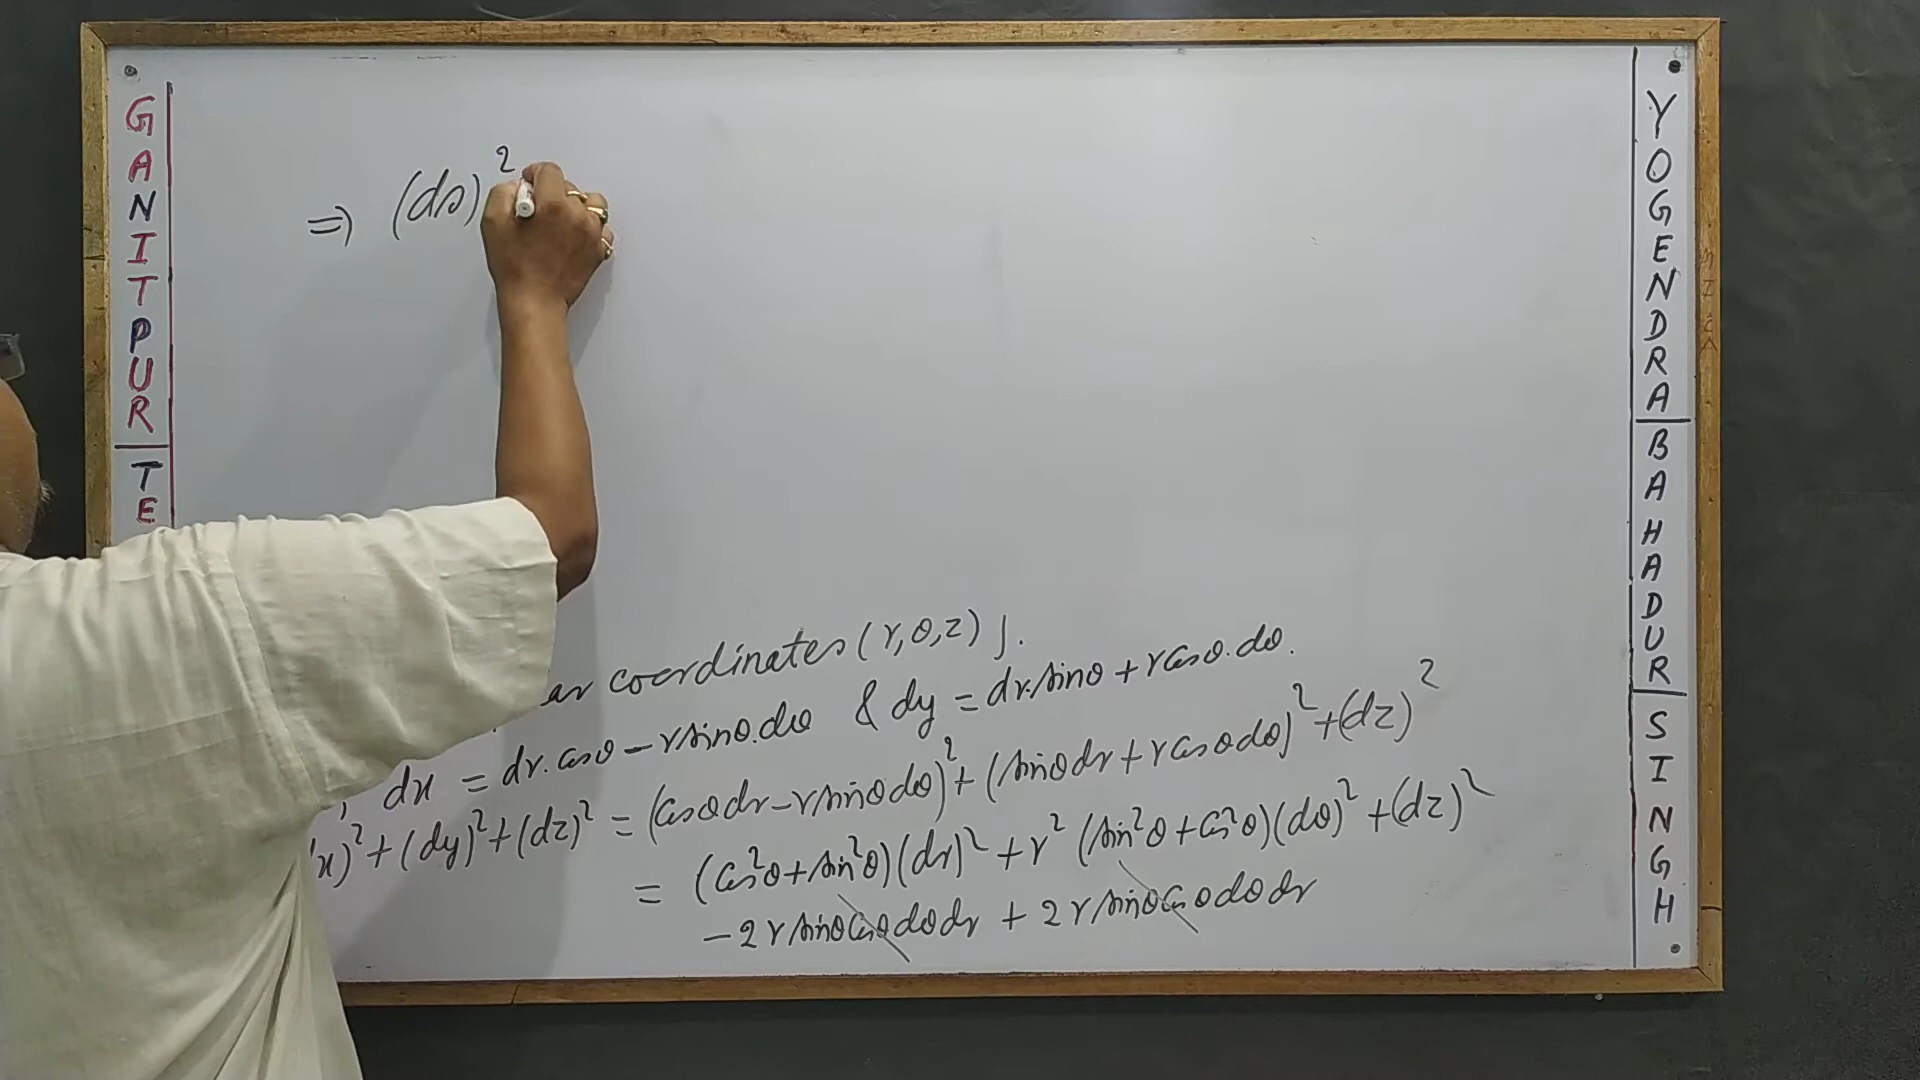 GANITPUR TE
⇒ (ds)²
coordinates (r,θ,z)].
dx = dr.cosθ - r sinθ.dθ & dy = dr.sinθ + r cosθ.dθ.
x)² + (dy)² + (dz)² = (cosθ dr - r sinθ dθ)² + (sinθ dr + r cosθ dθ)² + (dz)²
= (cos²θ + sin²θ)(dr)² + r² (sin²θ + cos²θ)(dθ)² + (dz)²
- 2 r sinθ cosθ dθ dr + 2 r sinθ cosθ dθ dr
YOGENDRA BAHADUR SINGH